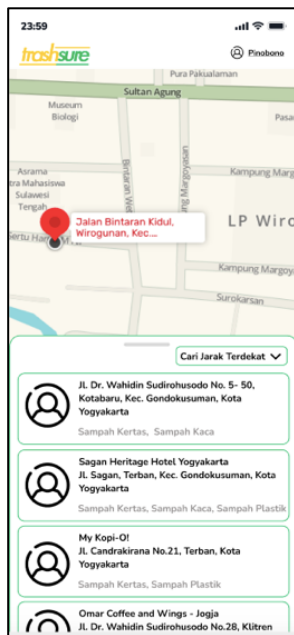 23:59
trashsure
Pinobono
Pura Pakualaman
Sultan Agung
Museum
Biologi
Pasa
Asrama
tra Mahasiswa
Sulawesi
Tengah
Bintaran Wet
Margoyasan
Kampung Marg
Jalan Bintaran Kidul,
Wirogunan, Kec....
LP Wiro
Kampung Margoy
Surokarsan
Cari Jarak Terdekat
Jl. Dr. Wahidin Sudirohusodo No. 5- 50,
Kotabaru, Kec. Gondokusuman, Kota
Yogyakarta
Sampah Kertas, Sampah Kaca
Sagan Heritage Hotel Yogyakarta
Jl. Sagan, Terban, Kec. Gondokusuman, Kota
Yogyakarta
Sampah Kertas, Sampah Kaca, Sampah Plastik
My Kopi-O!
Jl. Candrakirana No.21, Terban, Kota
Yogyakarta
Sampah Kertas, Sampah Plastik
Omar Coffee and Wings - Jogja
Jl. Dr. Wahidin Sudirohusodo No.28, Klitren